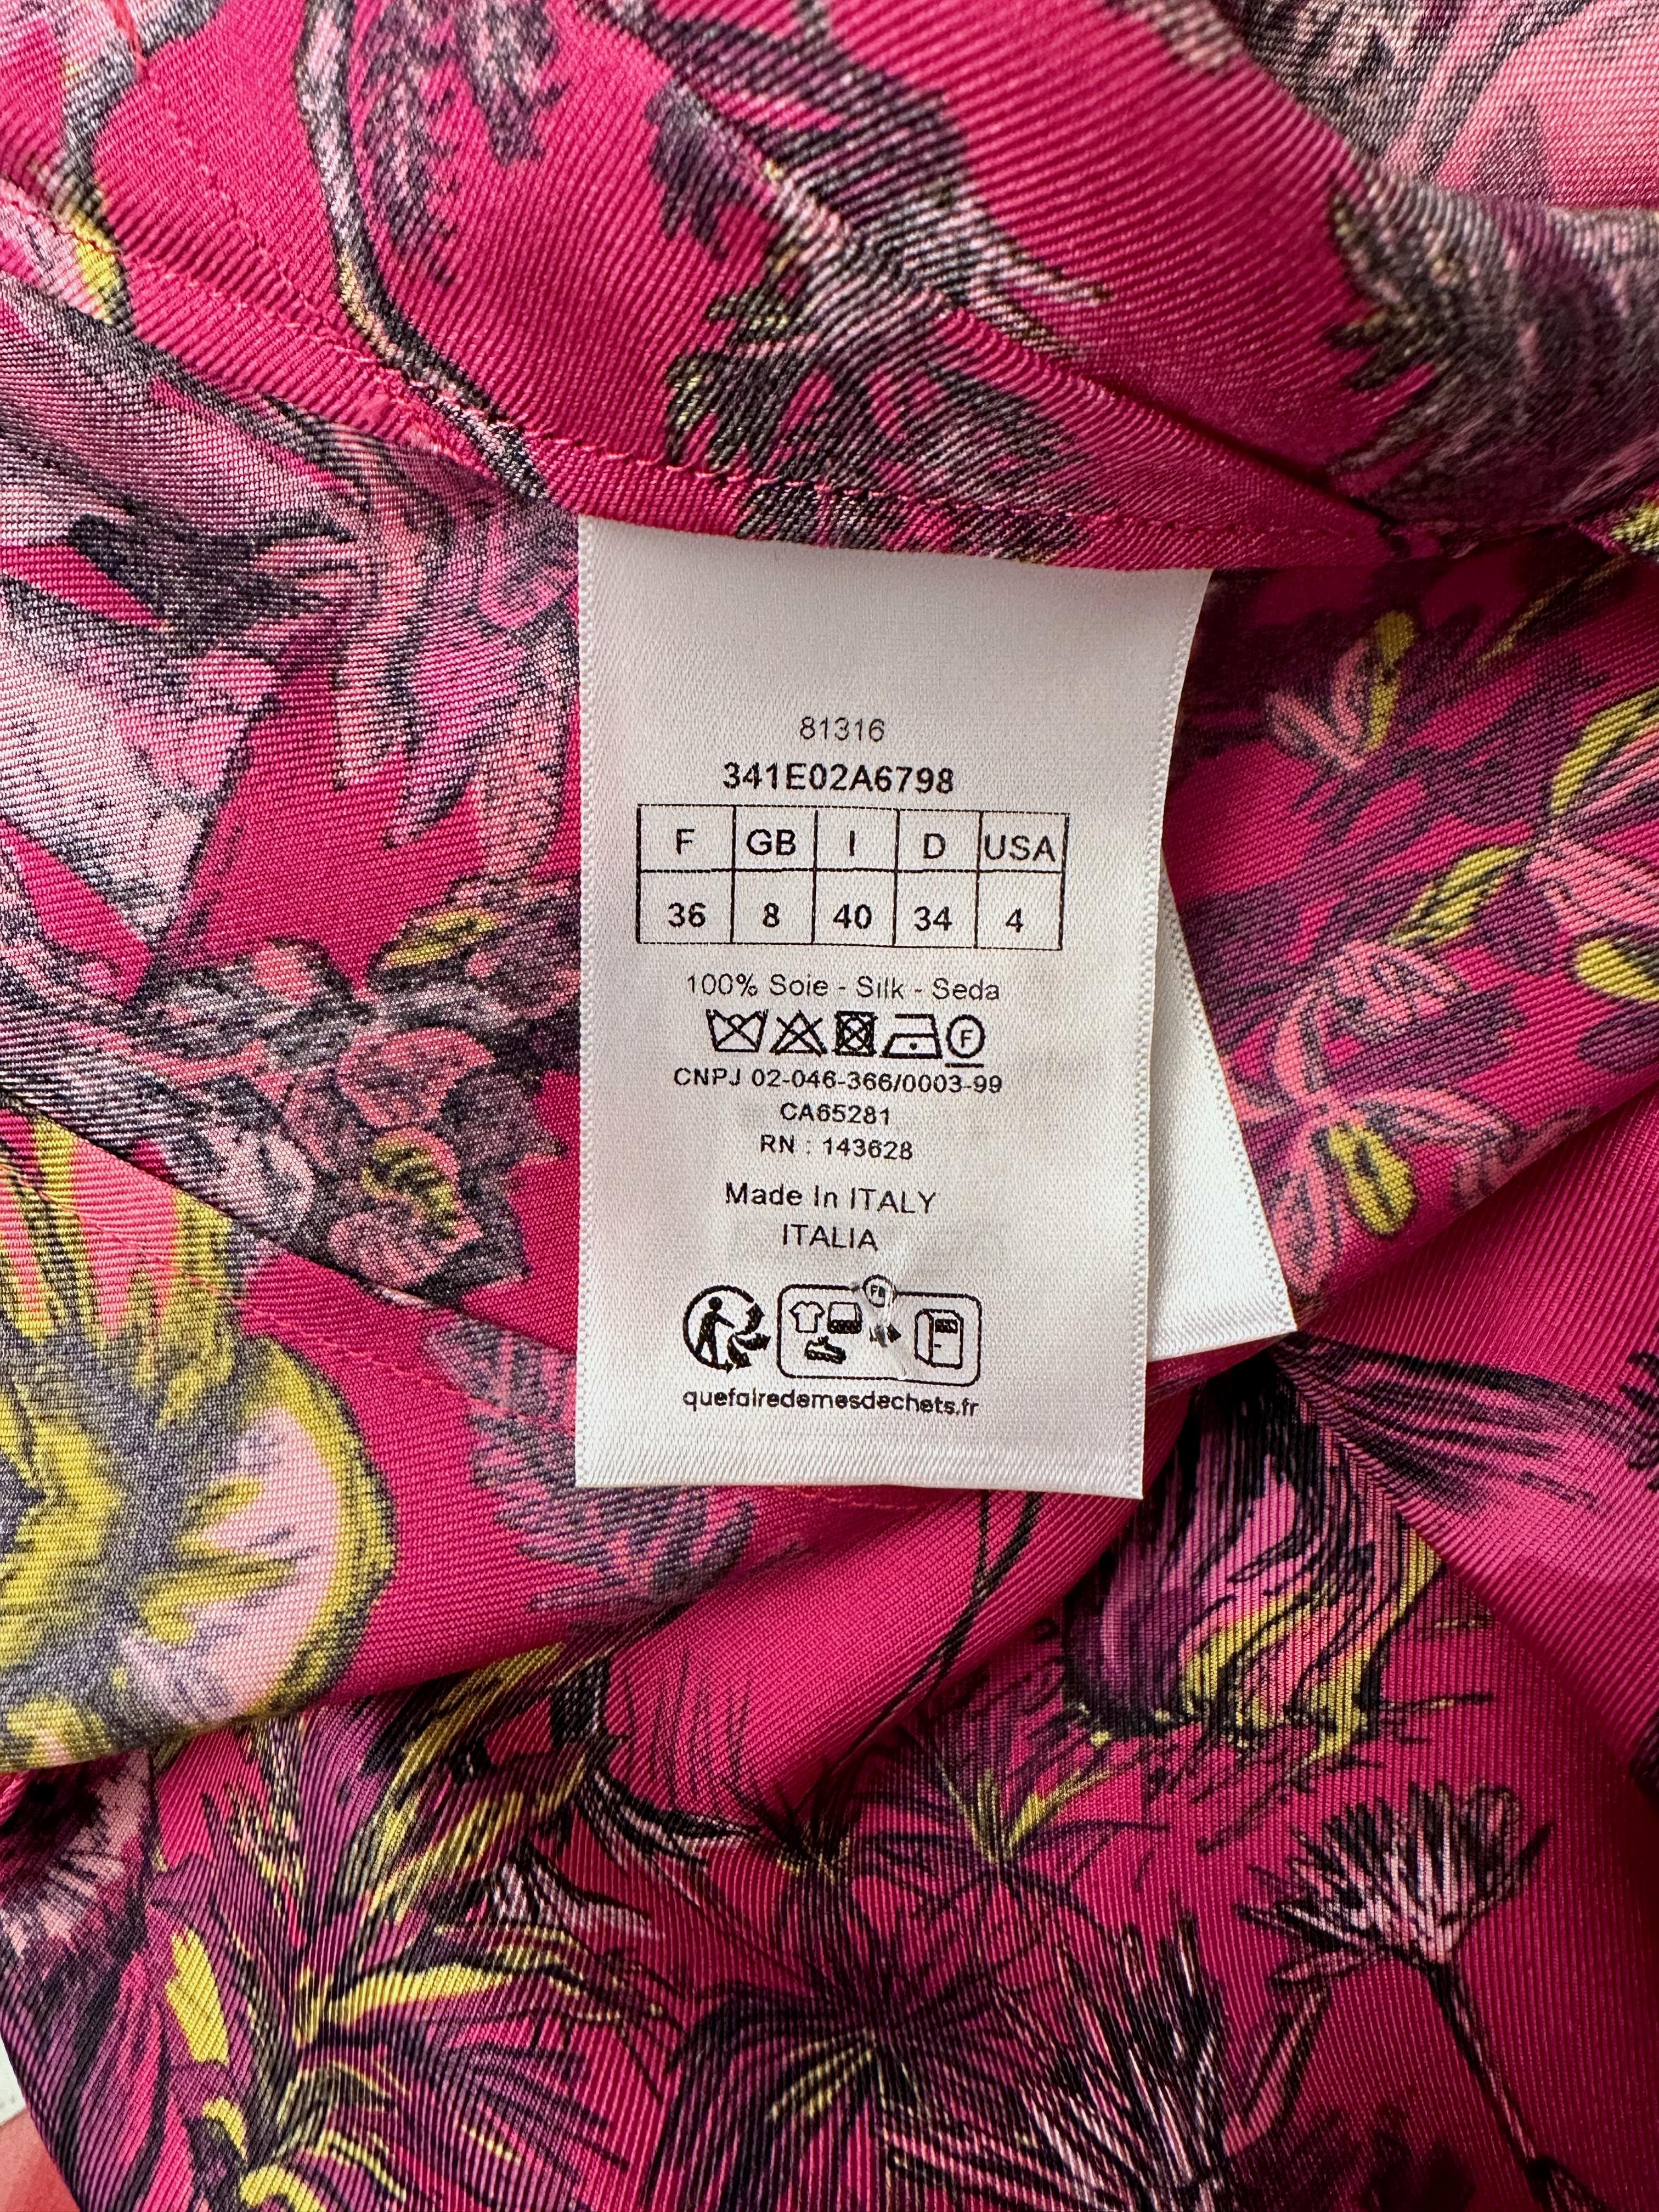 81316
341E02A6798
F GB I D USA
36 8 40 34 4
100% Soie - Silk - Seda
F
CNPJ 02-046-366/0003-99
CA65281
RN : 143628
Made In ITALY
ITALIA
FR
quefairedemesdechets.fr